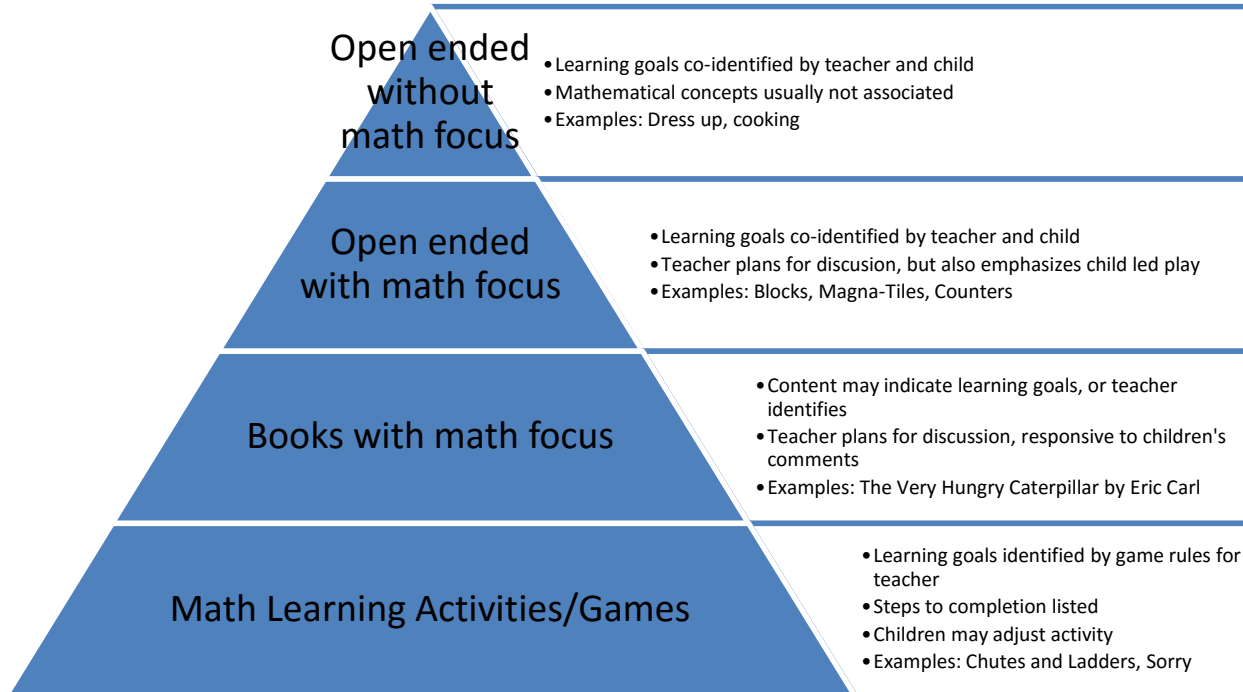 Open ended
without
math focus
•Learning goals co-identified by teacher and child
•Mathematical concepts usually not associated
•Examples: Dress up, cooking
Open ended
with math focus
•Learning goals co-identified by teacher and child
•Teacher plans for discusion, but also emphasizes child led play
•Examples: Blocks, Magna-Tiles, Counters
Books with math focus
•Content may indicate learning goals, or teacher
identifies
•Teacher plans for discussion, responsive to children's
comments
•Examples: The Very Hungry Caterpillar by Eric Carl
Math Learning Activities/Games
•Learning goals identified by game rules for
teacher
•Steps to completion listed
•Children may adjust activity
•Examples: Chutes and Ladders, Sorry